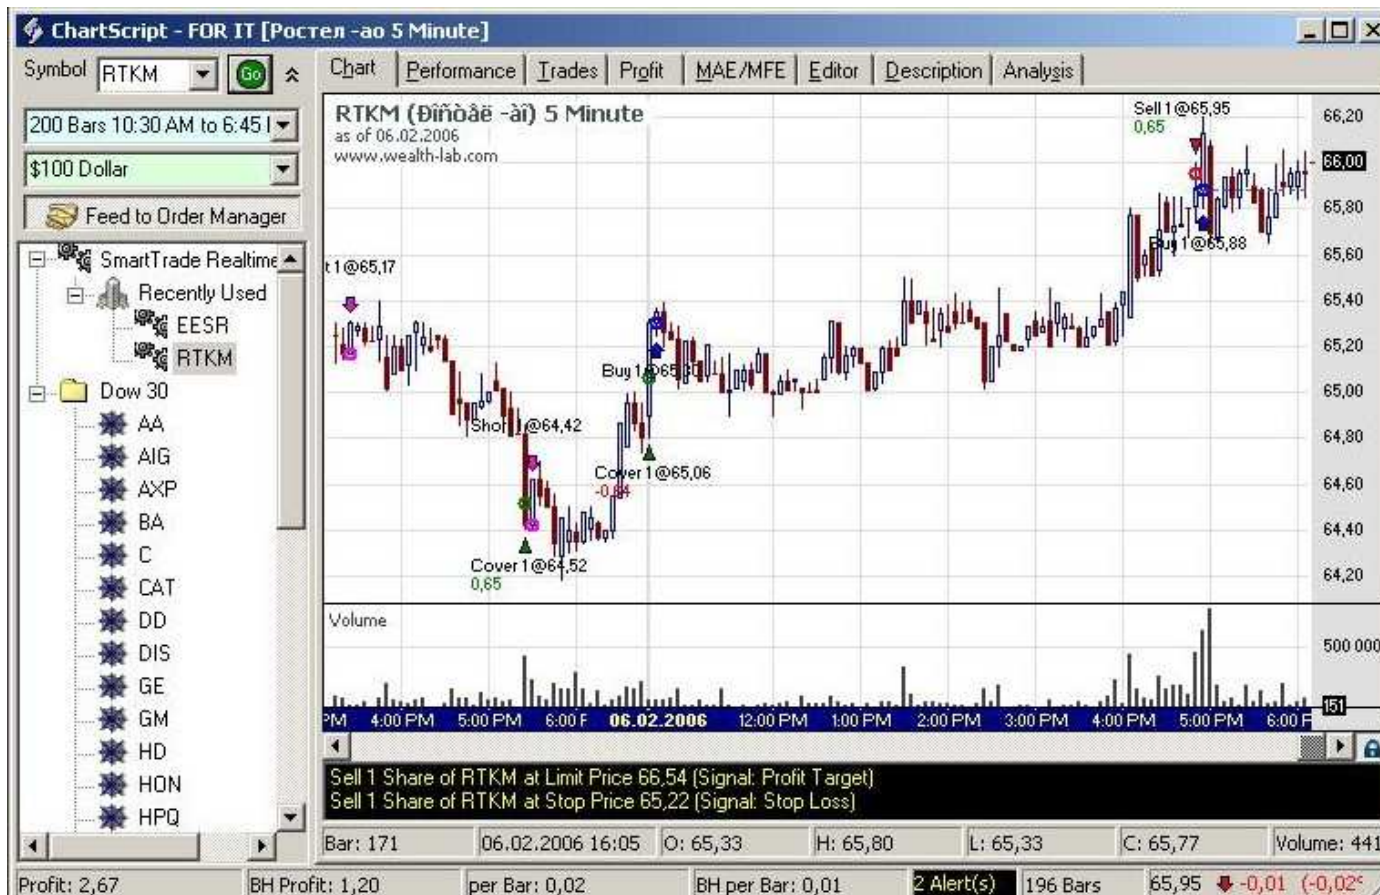 ChartScript - FOR IT [Ростел -ао 5 Minute]
Symbol RTKM Go
Chart Performance Trades Profit MAE/MFE Editor Description Analysis
200 Bars 10:30 AM to 6:45
$100 Dollar
Feed to Order Manager
SmartTrade Realtime
Recently Used
EESR
RTKM
Dow 30
AA
AIG
AXP
BA
C
CAT
DD
DIS
GE
GM
HD
HON
HPQ
RTKM (Ðîñòåë -àî) 5 Minute
as of 06.02.2006
www.wealth-lab.com
t 1@65,17
Short 1@64,42
Cover 1@64,52
0,65
Buy 1@65,30
Cover 1@65,06
-0,64
Sell 1@65,95
0,65
Buy 1@65,88
66,20
66,00
65,80
65,60
65,40
65,20
65,00
64,80
64,60
64,40
64,20
Volume
500 000
151
PM 4:00 PM 5:00 PM 6:00 F 06.02.2006 12:00 PM 1:00 PM 2:00 PM 3:00 PM 4:00 PM 5:00 PM 6:00 F
Sell 1 Share of RTKM at Limit Price 66,54 (Signal: Profit Target)
Sell 1 Share of RTKM at Stop Price 65,22 (Signal: Stop Loss)
Bar: 171 06.02.2006 16:05 O: 65,33 H: 65,80 L: 65,33 C: 65,77 Volume: 441
Profit: 2,67 BH Profit: 1,20 per Bar: 0,02 BH per Bar: 0,01 2 Alert(s) 196 Bars 65,95 -0,01 (-0,02